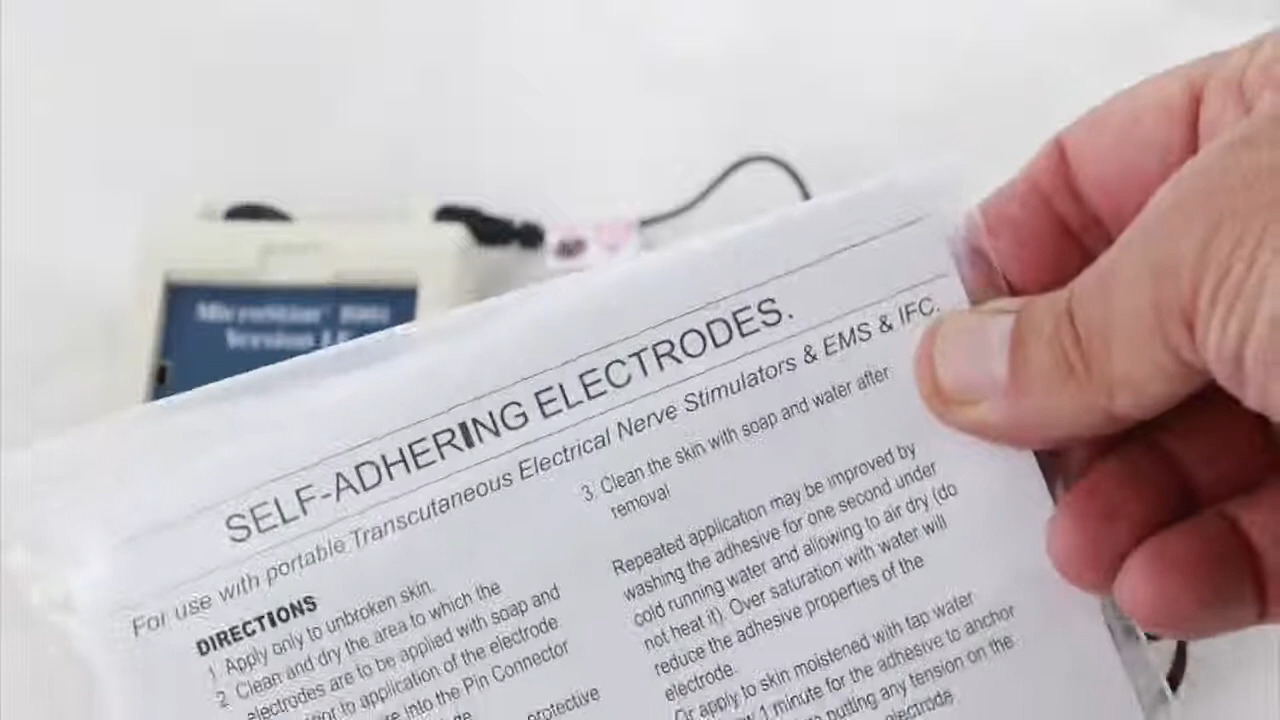 Version
SELF-ADHERING ELECTRODES.
For use with portable Transcutaneous Electrical Nerve Stimulators & EMS & IFC.
DIRECTIONS
1. Apply only to unbroken skin.
2. Clean and dry the area to which the
electrodes are to be applied with soap and
to application of the electrode
into the Pin Connector
protective
3. Clean the skin with soap and water after
removal
Repeated application may be improved by
washing the adhesive for one second under
cold running water and allowing to air dry (do
not heat it). Over saturation with water will
reduce the adhesive properties of the
electrode.
Or apply to skin moistened with tap water
1 minute for the adhesive to anchor
putting any tension on the
electrode